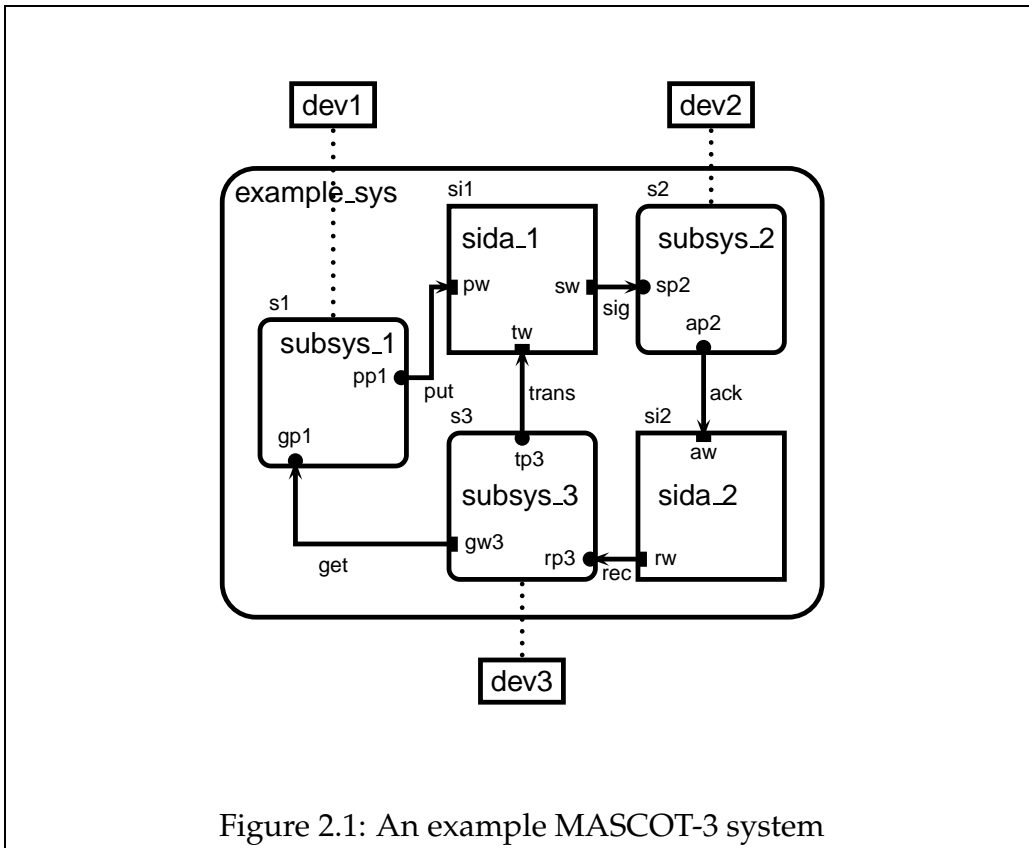 dev1
dev2
example_sys
si1
s2
sida_1
subsys_2
pw
sw
sp2
sig
s1
tw
ap2
subsys_1
pp1
put
trans
ack
s3
si2
gp1
tp3
aw
subsys_3
sida_2
gw3
rp3
rw
get
rec
dev3
Figure 2.1: An example MASCOT-3 system